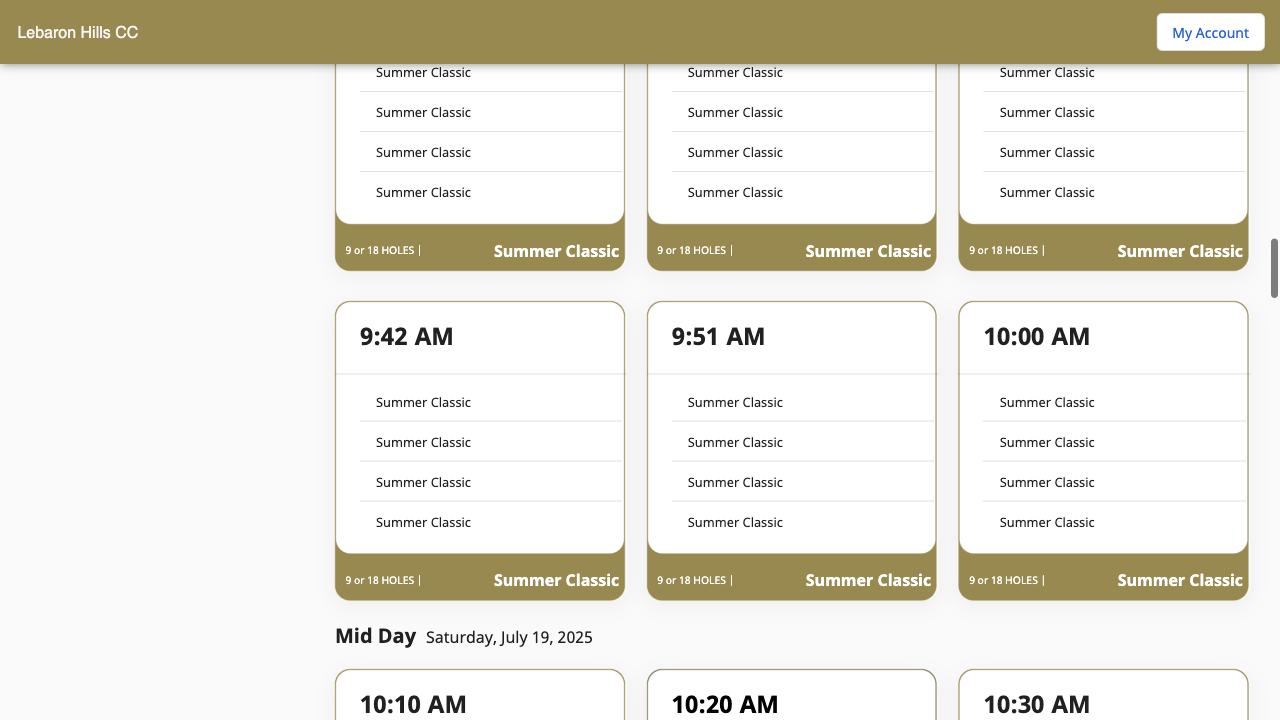 Lebaron Hills CC
My Account
Summer Classic Summer Classic Summer Classic
Summer Classic Summer Classic Summer Classic
Summer Classic Summer Classic Summer Classic
Summer Classic Summer Classic Summer Classic
9 or 18 HOLES | Summer Classic 9 or 18 HOLES | Summer Classic 9 or 18 HOLES | Summer Classic
9:42 AM 9:51 AM 10:00 AM
Summer Classic Summer Classic Summer Classic
Summer Classic Summer Classic Summer Classic
Summer Classic Summer Classic Summer Classic
Summer Classic Summer Classic Summer Classic
9 or 18 HOLES | Summer Classic 9 or 18 HOLES | Summer Classic 9 or 18 HOLES | Summer Classic
Mid Day Saturday, July 19, 2025
10:10 AM 10:20 AM 10:30 AM